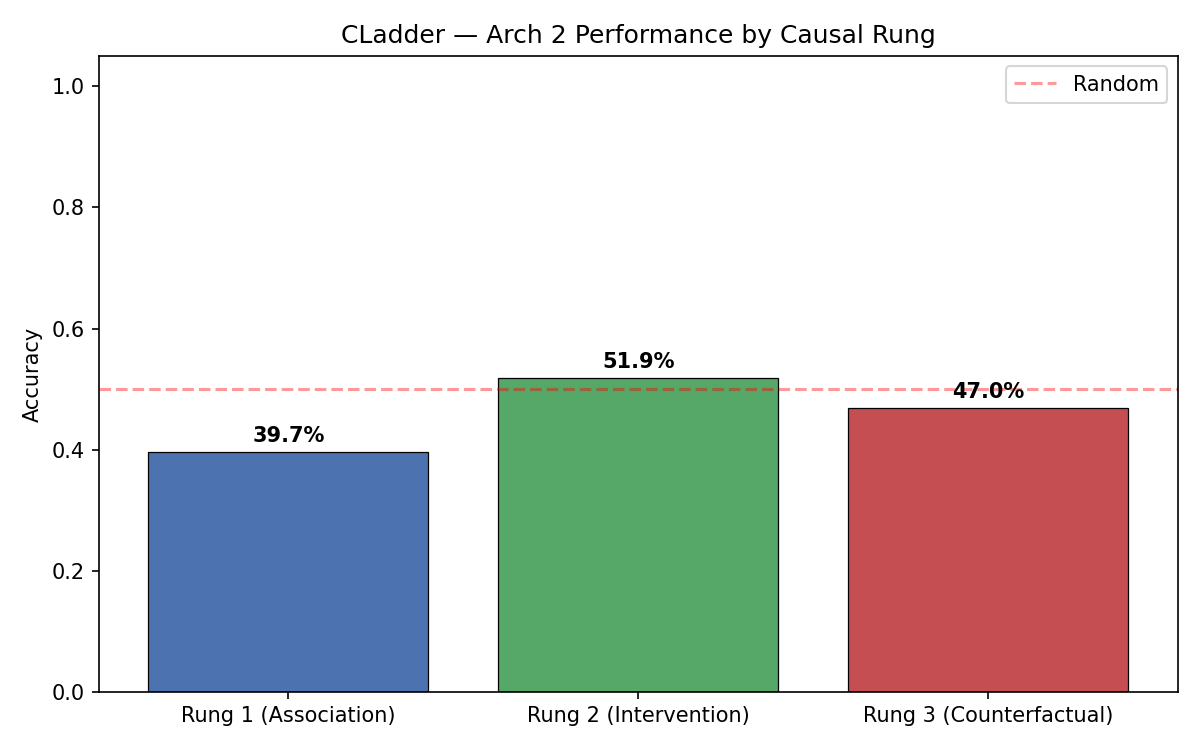 CLadder — Arch 2 Performance by Causal Rung
Random
1.0
0.8
0.6
0.4
0.2
0.0
Accuracy
39.7%
51.9%
47.0%
Rung 1 (Association)
Rung 2 (Intervention)
Rung 3 (Counterfactual)